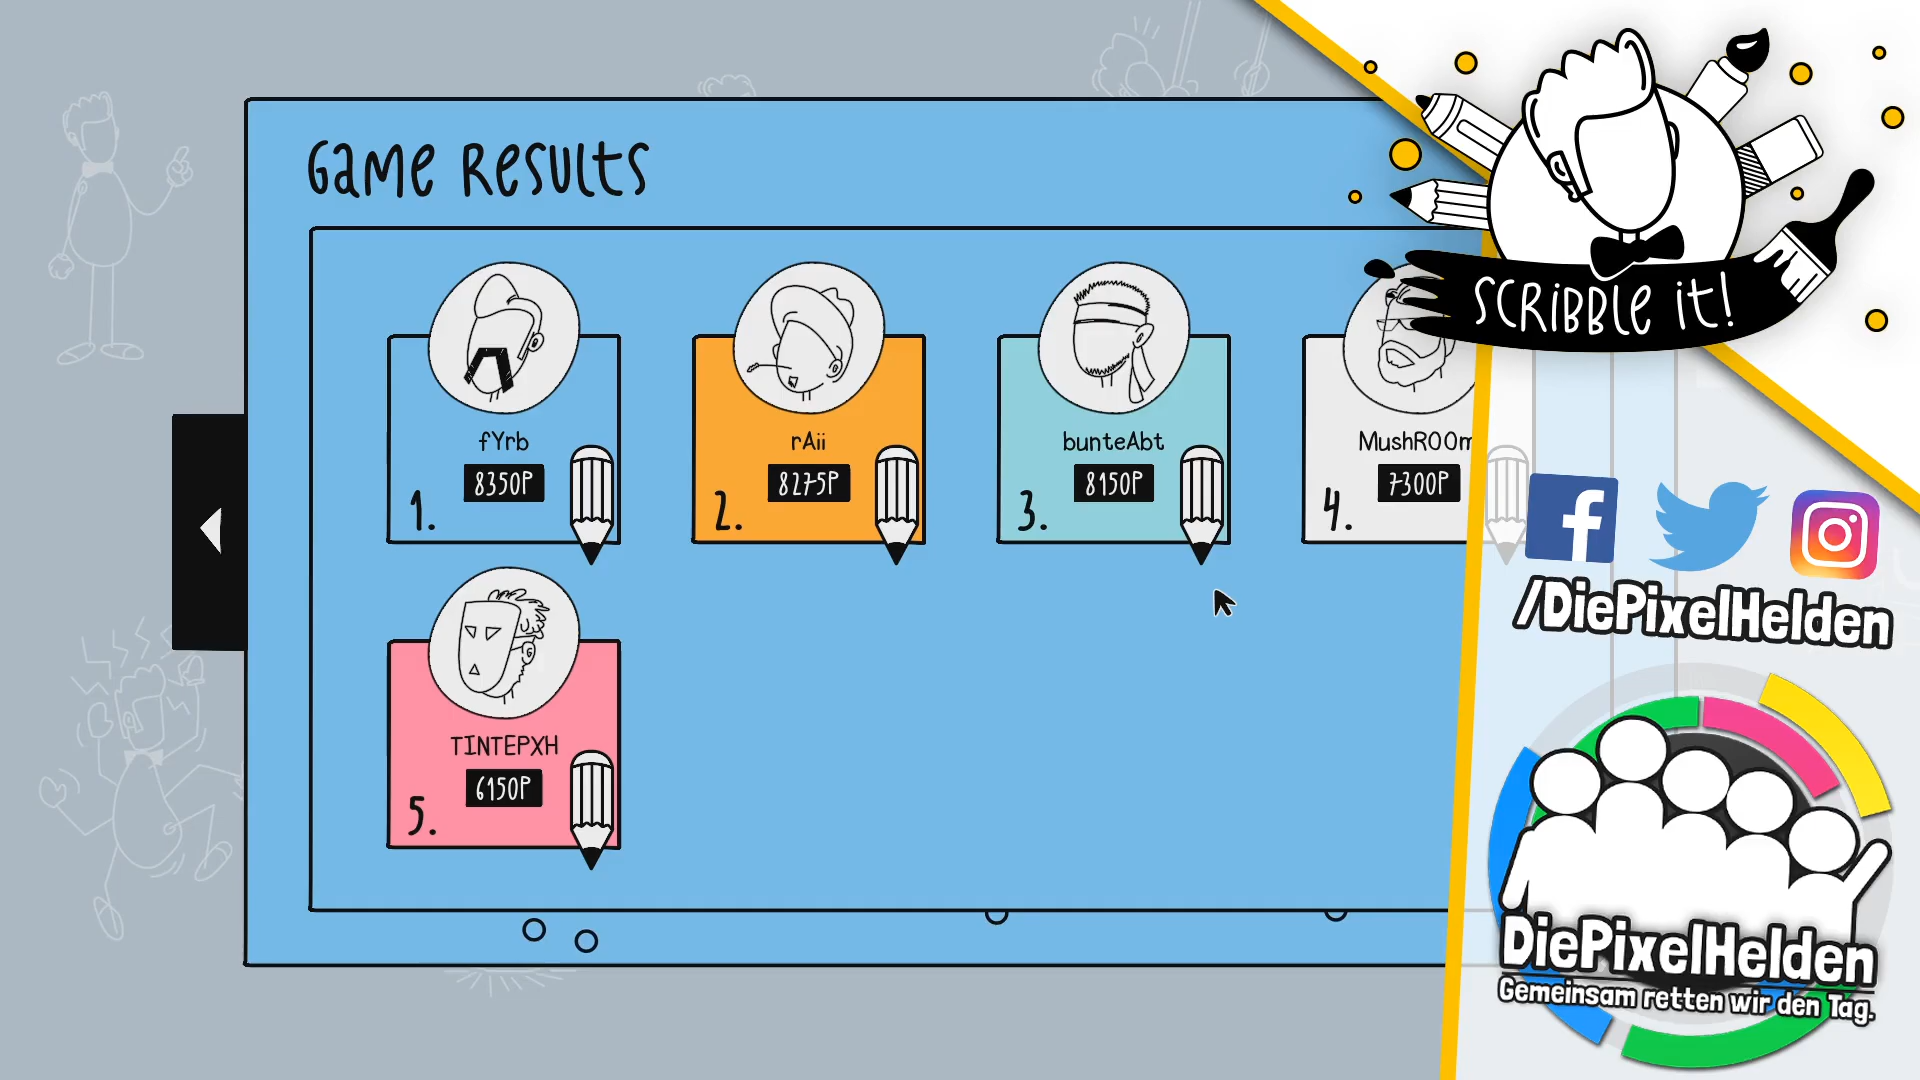 Game Results
SCRIBBLE iT!
fYrb
8350P
1.
rAii
8275P
2.
bunteAbt
8150P
3.
MushROOm
7300P
4.
TINTEPXH
6150P
5.
/DiePixelHelden
DiePixelHelden
Gemeinsam retten wir den Tag.